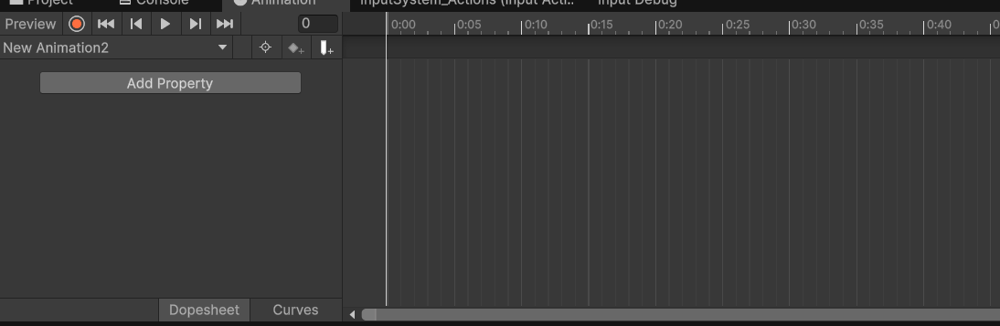 Project Console Animation InputSystem_Actions (Input Acti.. Input Debug
Preview 0 0:00 0:05 0:10 0:15 0:20 0:25 0:30 0:35 0:40
New Animation2
Add Property
Dopesheet Curves